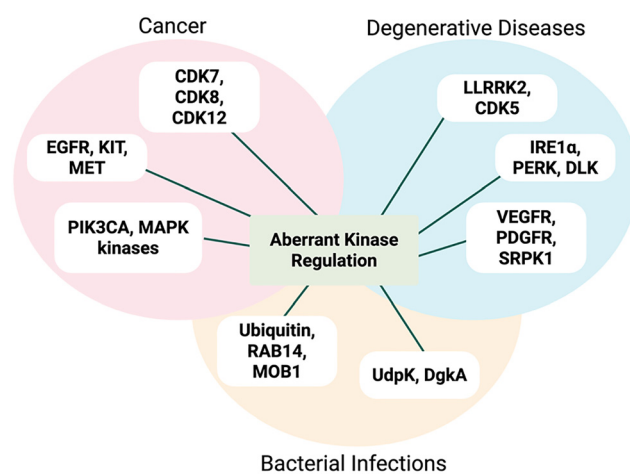 Cancer
Degenerative Diseases
CDK7,
CDK8,
CDK12
LLRRK2,
CDK5
EGFR, KIT,
MET
IRE1α,
PERK, DLK
PIK3CA, MAPK
kinases
VEGFR,
PDGFR,
SRPK1
Aberrant Kinase
Regulation
Ubiquitin,
RAB14,
MOB1
UdpK, DgkA
Bacterial Infections